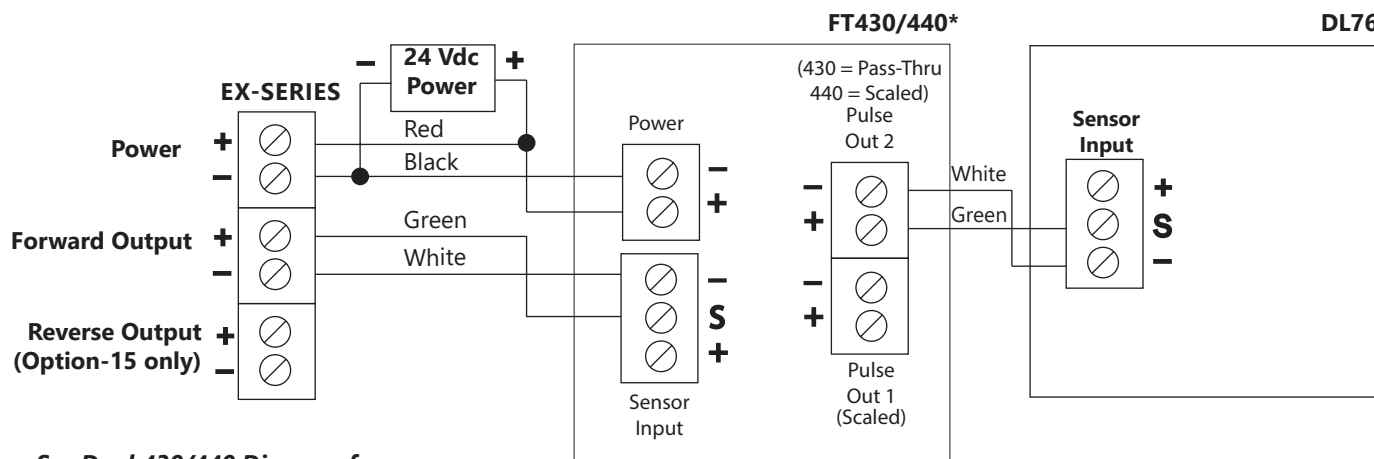 FT430/440*
DL76
24 Vdc
Power
− +
EX-SERIES
(430 = Pass-Thru
440 = Scaled)
Pulse
Out 2
Power
+
−
Red
Black
Power
−
+
−
+
White
Green
Sensor
Input
+
S
−
Forward Output
+
−
Green
White
−
S
+
Sensor
Input
−
+
Pulse
Out 1
(Scaled)
Reverse Output
(Option-15 only)
+
−